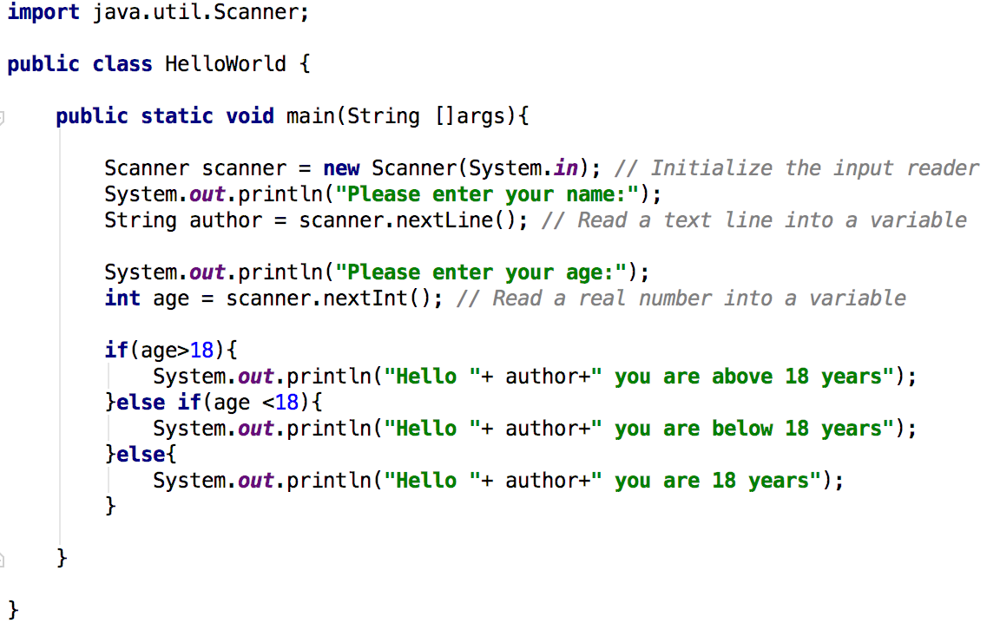 import java.util.Scanner;
public class HelloWorld {
public static void main(String []args){
Scanner scanner = new Scanner(System.in); // Initialize the input reader
System.out.println("Please enter your name:");
String author = scanner.nextLine(); // Read a text line into a variable
System.out.println("Please enter your age:");
int age = scanner.nextInt(); // Read a real number into a variable
if(age>18){
System.out.println("Hello "+ author+" you are above 18 years");
}else if(age <18){
System.out.println("Hello "+ author+" you are below 18 years");
}else{
System.out.println("Hello "+ author+" you are 18 years");
}
}
}